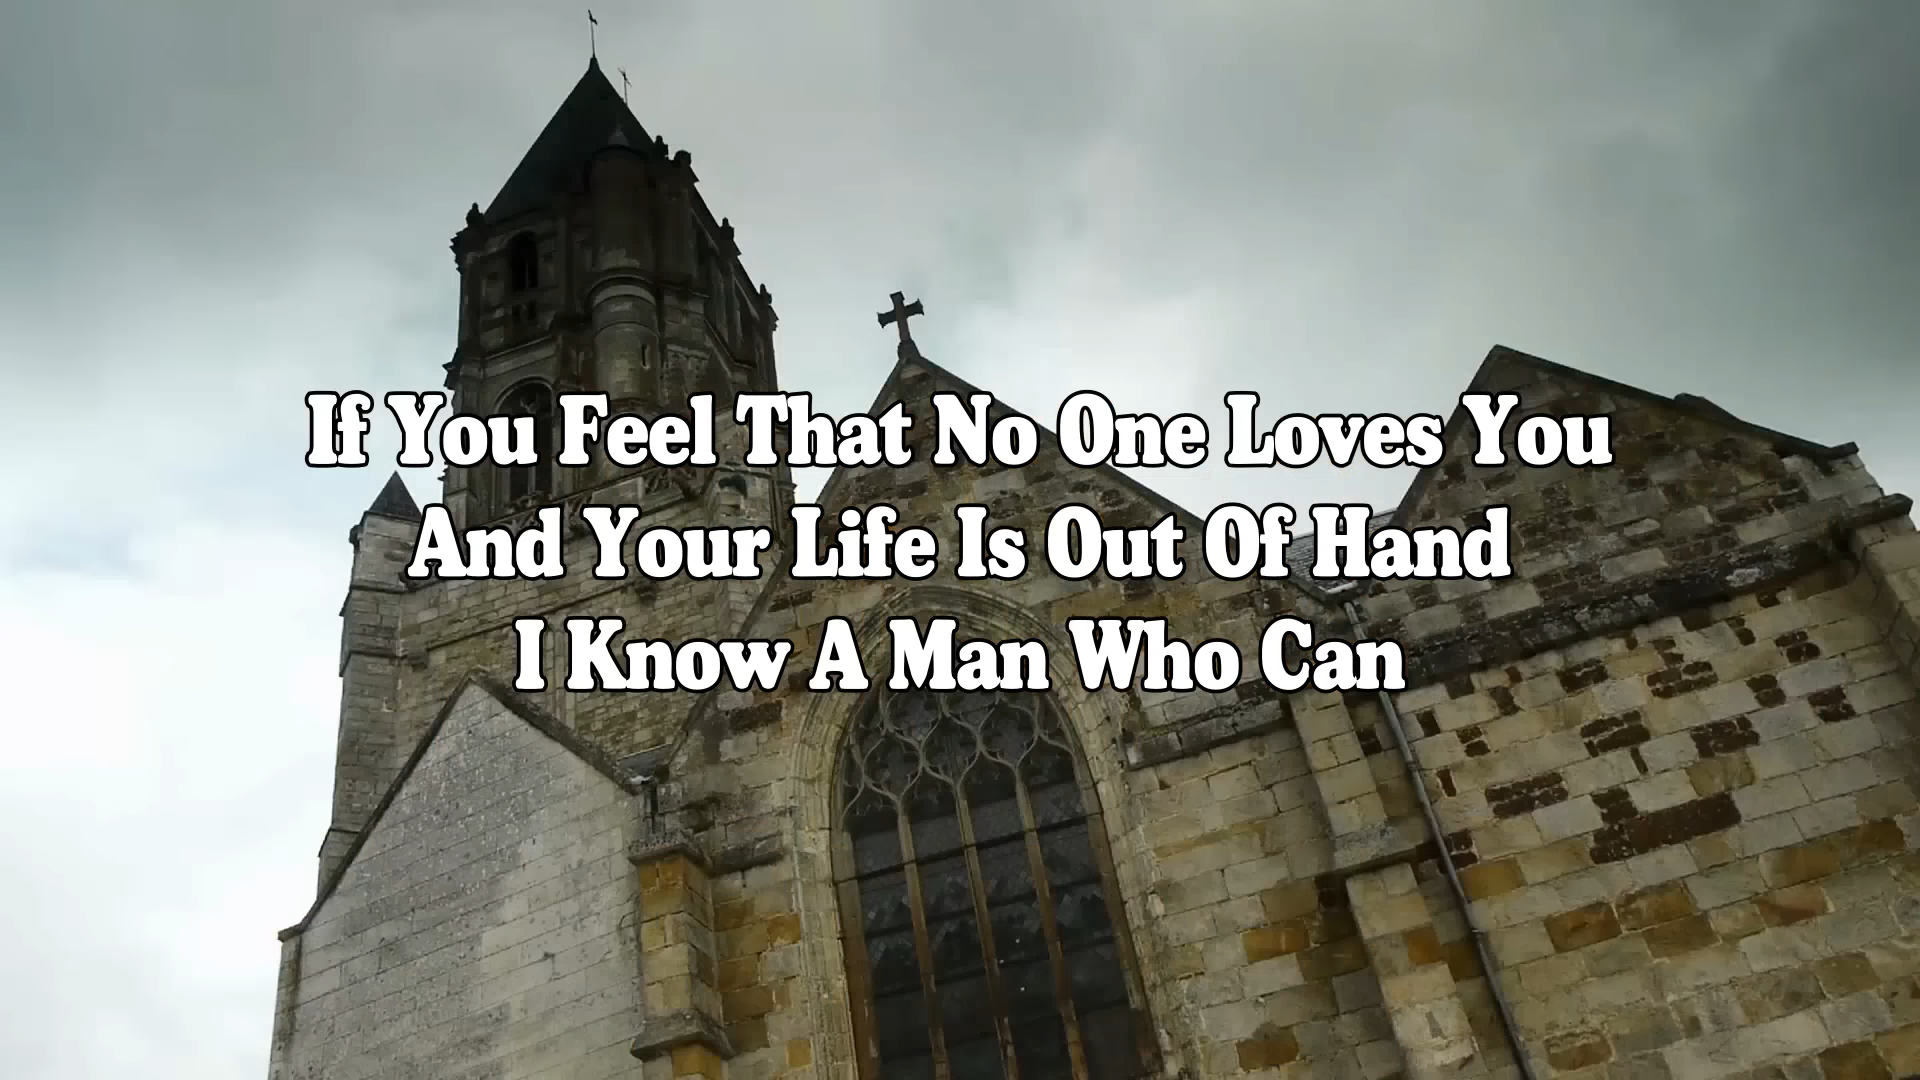 If You Feel That No One Loves You
And Your Life Is Out Of Hand
I Know A Man Who Can